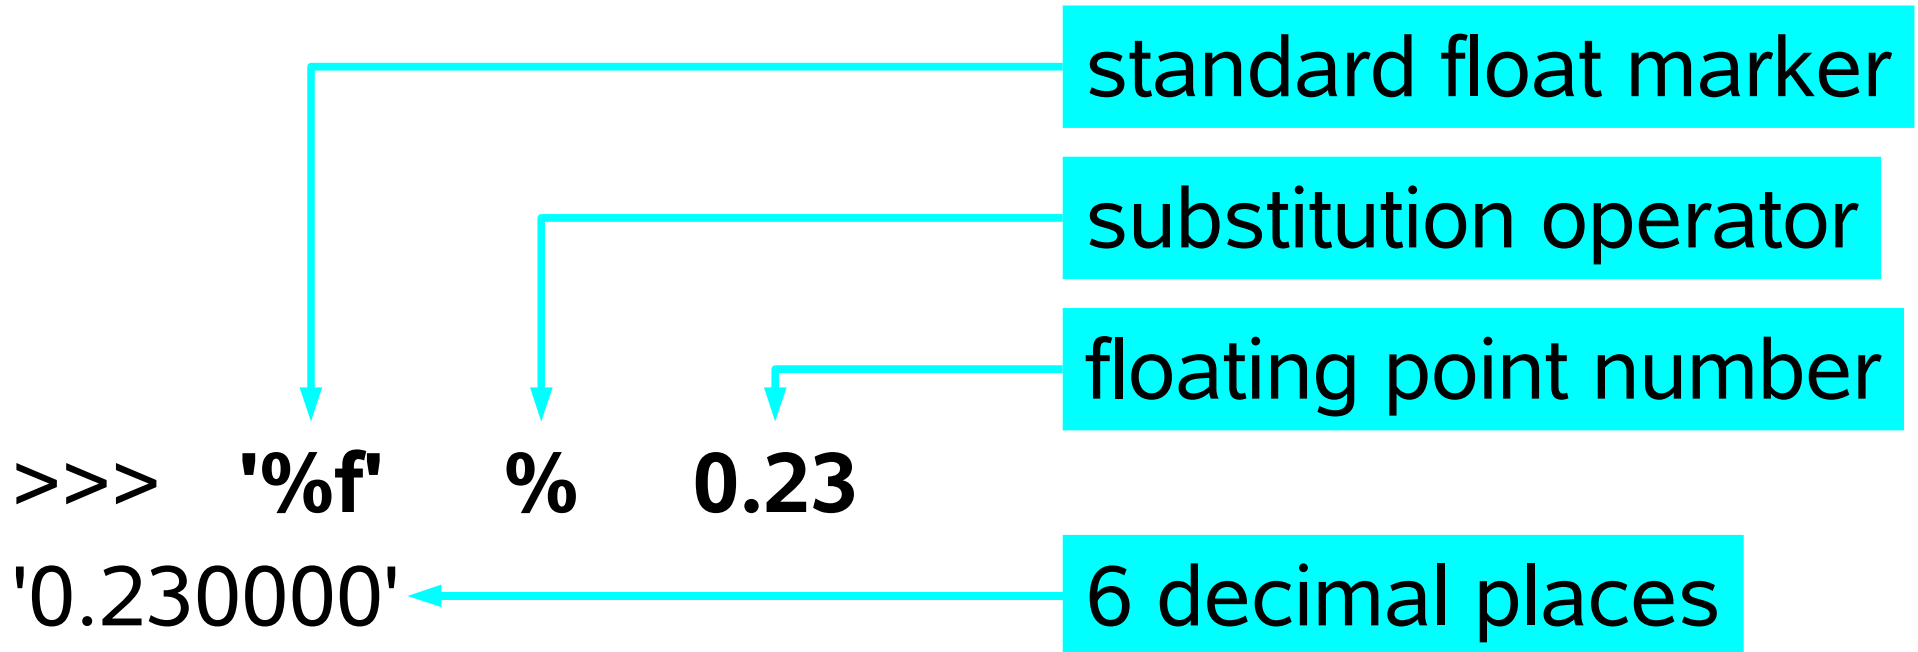 standard float marker
substitution operator
floating point number
>>> '%f' % 0.23
'0.230000'
6 decimal places